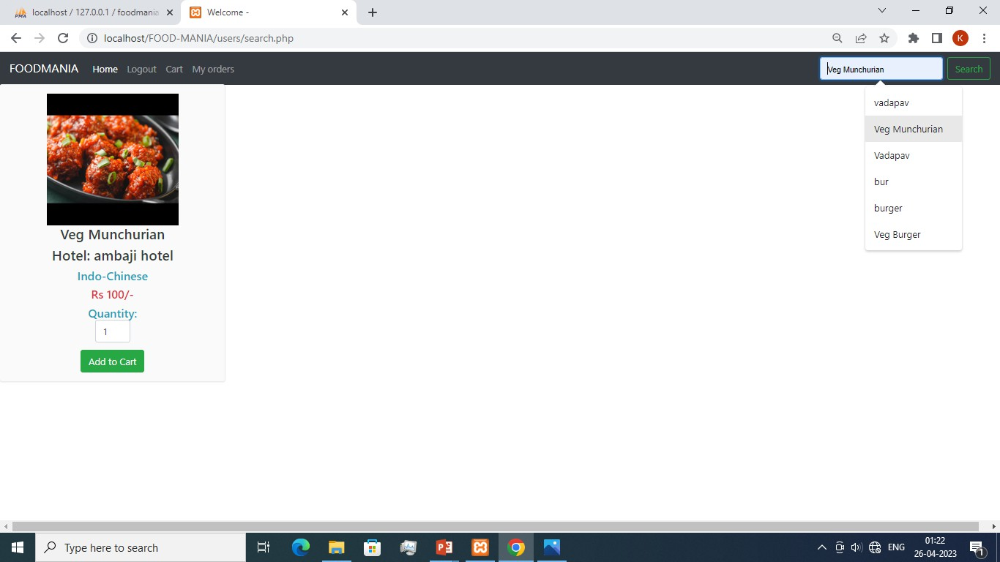 PMA
localhost / 127.0.0.1 / foodmania
Welcome -
localhost/FOOD-MANIA/users/search.php
K
FOODMANIA
Home
Logout
Cart
My orders
Veg Munchurian
Search
vadapav
Veg Munchurian
Vadapav
bur
burger
Veg Burger
Veg Munchurian
Hotel: ambaji hotel
Indo-Chinese
Rs 100/-
Quantity:
1
Add to Cart
Type here to search
ENG
01:22
26-04-2023
1